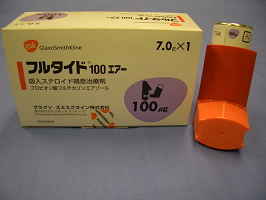 gsk GlaxoSmithKline
7.0g×1
フルタイド® 100エアー
吸入ステロイド喘息治療剤
プロピオン酸フルチカゾンエアゾール
100μg
グラクソ・スミスクライン株式会社